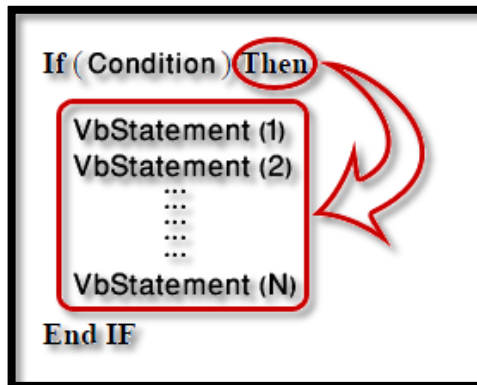 If ( Condition ) Then
VbStatement (1)
VbStatement (2)
...
...
...
...
...
VbStatement (N)
End IF